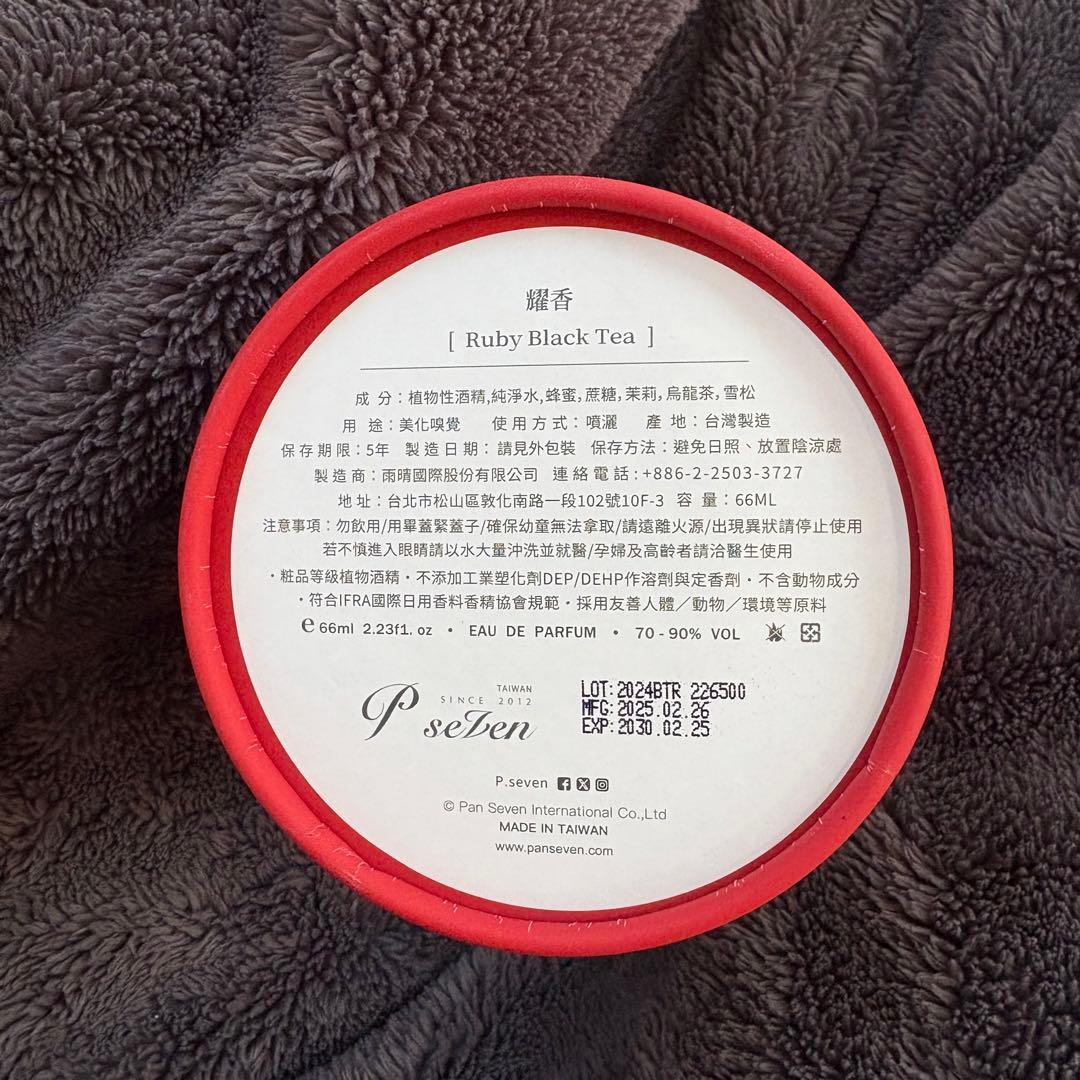 耀香
[ Ruby Black Tea ]
成分：植物性酒精,純淨水,蜂蜜,蔗糖,茉莉,烏龍茶,雪松
用途：美化嗅覺 使用方式：噴灑 產地：台灣製造
保存期限：5年 製造日期：請見外包裝 保存方法：避免日照、放置陰涼處
製造商：雨晴國際股份有限公司 連絡電話：+886-2-2503-3727
地址：台北市松山區敦化南路一段102號10F-3 容量：66ML
注意事項：勿飲用/用畢蓋緊蓋子/確保幼童無法拿取/請遠離火源/出現異狀請停止使用
若不慎進入眼睛請以水大量沖洗並就醫/孕婦及高齡者請洽醫生使用
・粧品等級植物酒精・不添加工業塑化劑DEP/DEHP作溶劑與定香劑・不含動物成分
・符合IFRA國際日用香料香精協會規範・採用友善人體／動物／環境等原料
e 66ml 2.23f1. oz • EAU DE PARFUM • 70-90% VOL
TAIWAN
SINCE 2012
P seven
LOT:2024BTR 226500
MFG:2025.02.26
EXP:2030.02.25
P.seven
© Pan Seven International Co.,Ltd
MADE IN TAIWAN
www.panseven.com